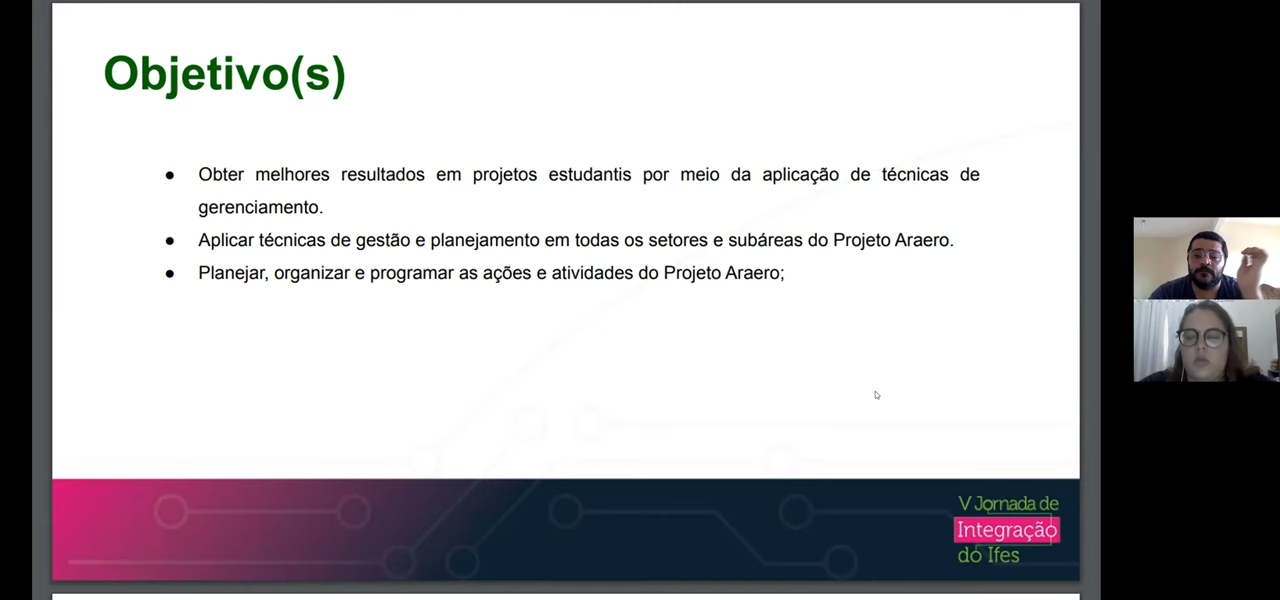 Objetivo(s)
● Obter melhores resultados em projetos estudantis por meio da aplicação de técnicas de
gerenciamento.
● Aplicar técnicas de gestão e planejamento em todas os setores e subáreas do Projeto Araero.
● Planejar, organizar e programar as ações e atividades do Projeto Araero;
V Jornada de
Integração
do Ifes